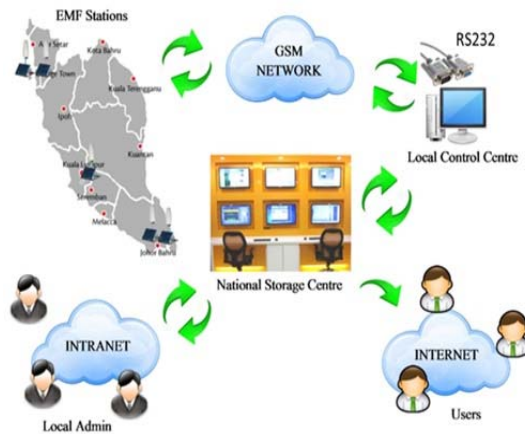 EMF Stations
Kota Bahru
Kuala Terengganu
Ipoh
Kuantan
Kuala Lumpur
Seremban
Melacca
Johor Bahru
GSM
NETWORK
RS232
Local Control Centre
National Storage Centre
INTRANET
Local Admin
INTERNET
Users